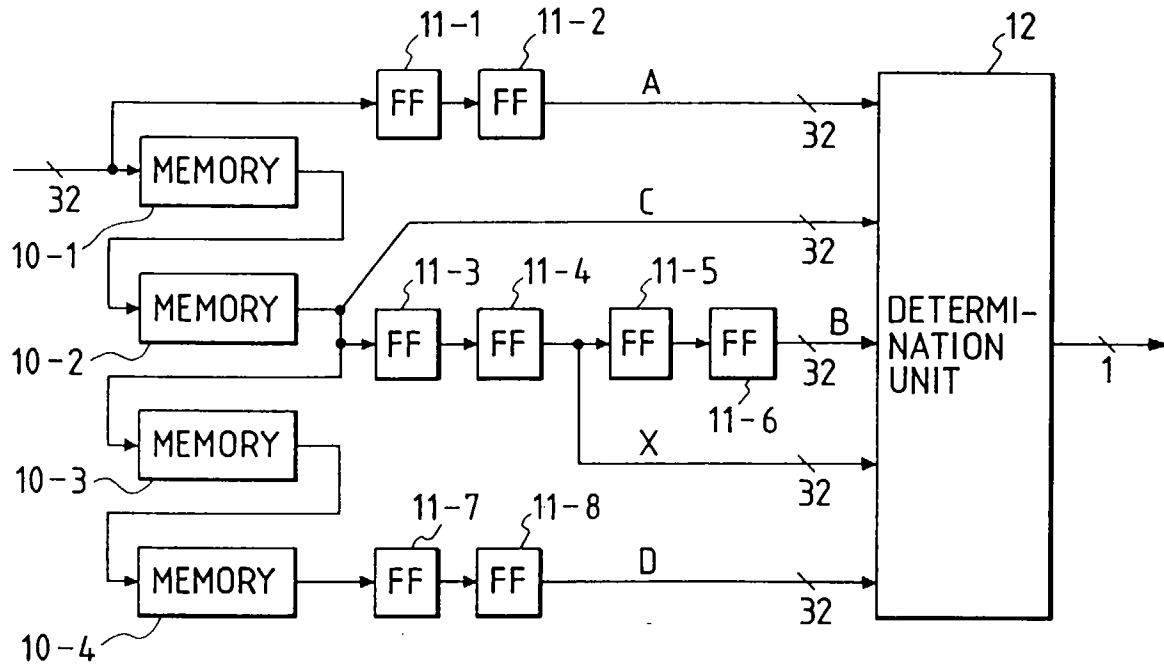 11-1
11-2
12
FF
FF
A
32
MEMORY
32
10-1
C
32
MEMORY
10-2
11-3
11-4
11-5
FF
FF
FF
FF
B
32
11-6
DETERMI-
NATION
UNIT
1
MEMORY
10-3
X
32
11-7
11-8
MEMORY
FF
FF
D
32
10-4